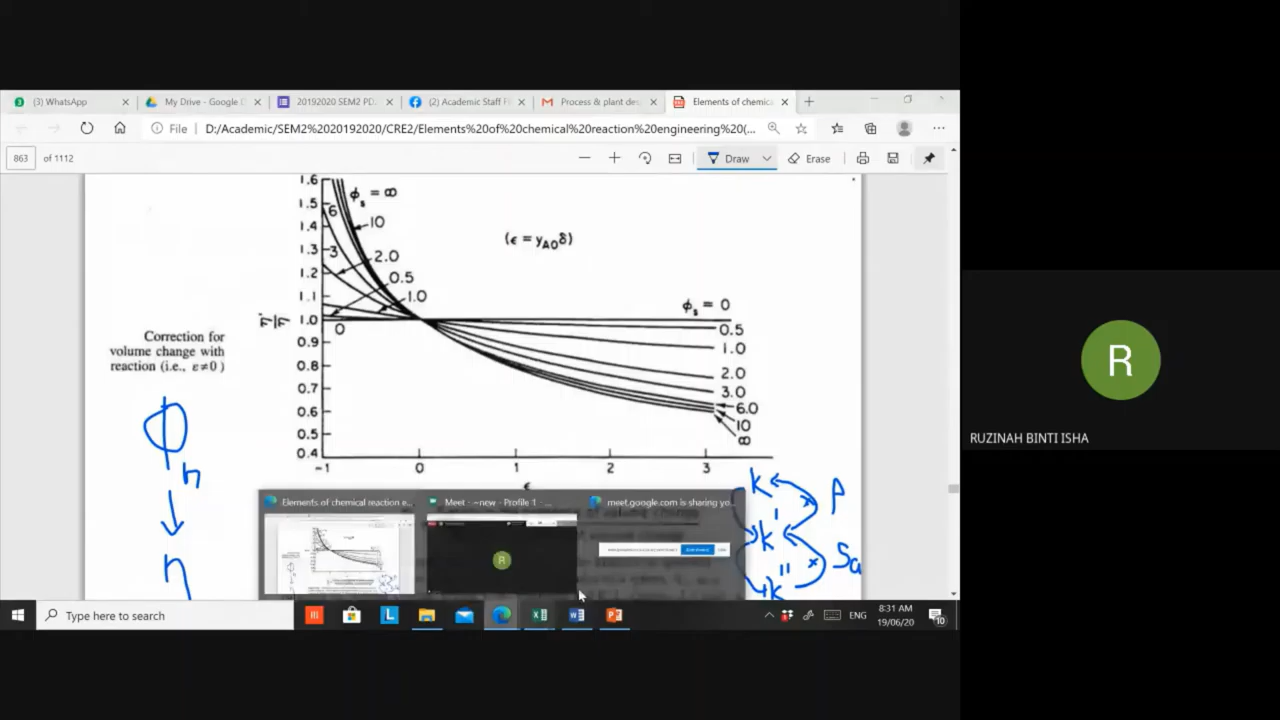 (3) WhatsApp
My Drive - Google D
20192020 SEM2 PD
(2) Academic Staff F
Process & plant des
Elements of chemica
File
D:/Academic/SEM2%2020192020/CRE2/Elements%20of%20chemical%20reaction%20engineering%20(...
863 of 1112
Draw
Erase
1.6
1.5
1.4
1.3
1.2
1.1
1.0
0.9
0.8
0.7
0.6
0.5
0.4
η'/η
ϕs = ∞
10
6
3
2.0
0.5
1.0
0
(ϵ = yA0δ)
ϕs = 0
0.5
1.0
2.0
3.0
6.0
10
∞
-1 0 1 2 3
ϵ
Correction for
volume change with
reaction (i.e., ε≠0)
ϕn
η
k
k'
k"
ρ
Sa
Elements of chemical reaction e...
Meet - ~new - Profile 1 - ...
meet.google.com is sharing yo...
R
Type here to search
ENG
8:31 AM
19/06/20
10
R
RUZINAH BINTI ISHA